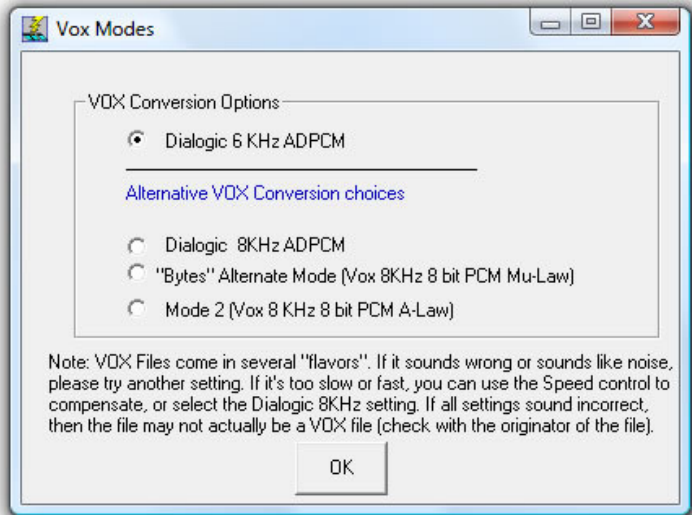 Vox Modes
VOX Conversion Options
Dialogic 6 KHz ADPCM
Alternative VOX Conversion choices
Dialogic  8KHz ADPCM
"Bytes" Alternate Mode (Vox 8KHz 8 bit PCM Mu-Law)
Mode 2 (Vox 8 KHz 8 bit PCM A-Law)
Note: VOX Files come in several "flavors". If it sounds wrong or sounds like noise,
please try another setting. If it's too slow or fast, you can use the Speed control to
compensate, or select the Dialogic 8KHz setting. If all settings sound incorrect,
then the file may not actually be a VOX file (check with the originator of the file).
OK